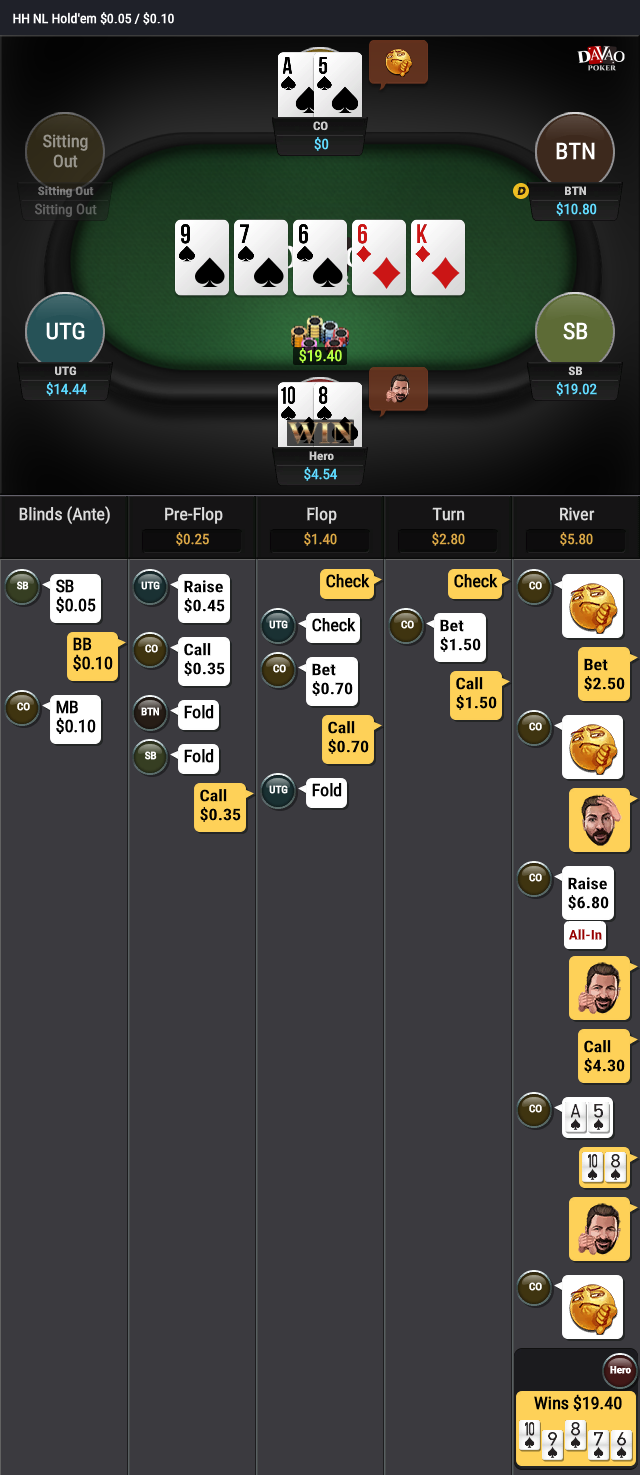 HH NL Hold'em $0.05 / $0.10
DAVAO
POKER
A 5
CO
$0
Sitting
Out
Sitting Out
Sitting Out
BTN
D
BTN
$10.80
9 7 6 6 K
UTG
UTG
$14.44
$19.40
SB
SB
$19.02
10 8
WIN
Hero
$4.54
Blinds (Ante)
SB
SB
$0.05
BB
$0.10
CO
MB
$0.10
Pre-Flop
$0.25
UTG
Raise
$0.45
CO
Call
$0.35
BTN
Fold
SB
Fold
Call
$0.35
Flop
$1.40
Check
UTG
Check
CO
Bet
$0.70
Call
$0.70
UTG
Fold
Turn
$2.80
Check
CO
Bet
$1.50
Call
$1.50
River
$5.80
CO
Bet
$2.50
CO
CO
Raise
$6.80
All-In
Call
$4.30
CO
A 5
10 8
CO
Hero
Wins $19.40
10 9 8 7 6